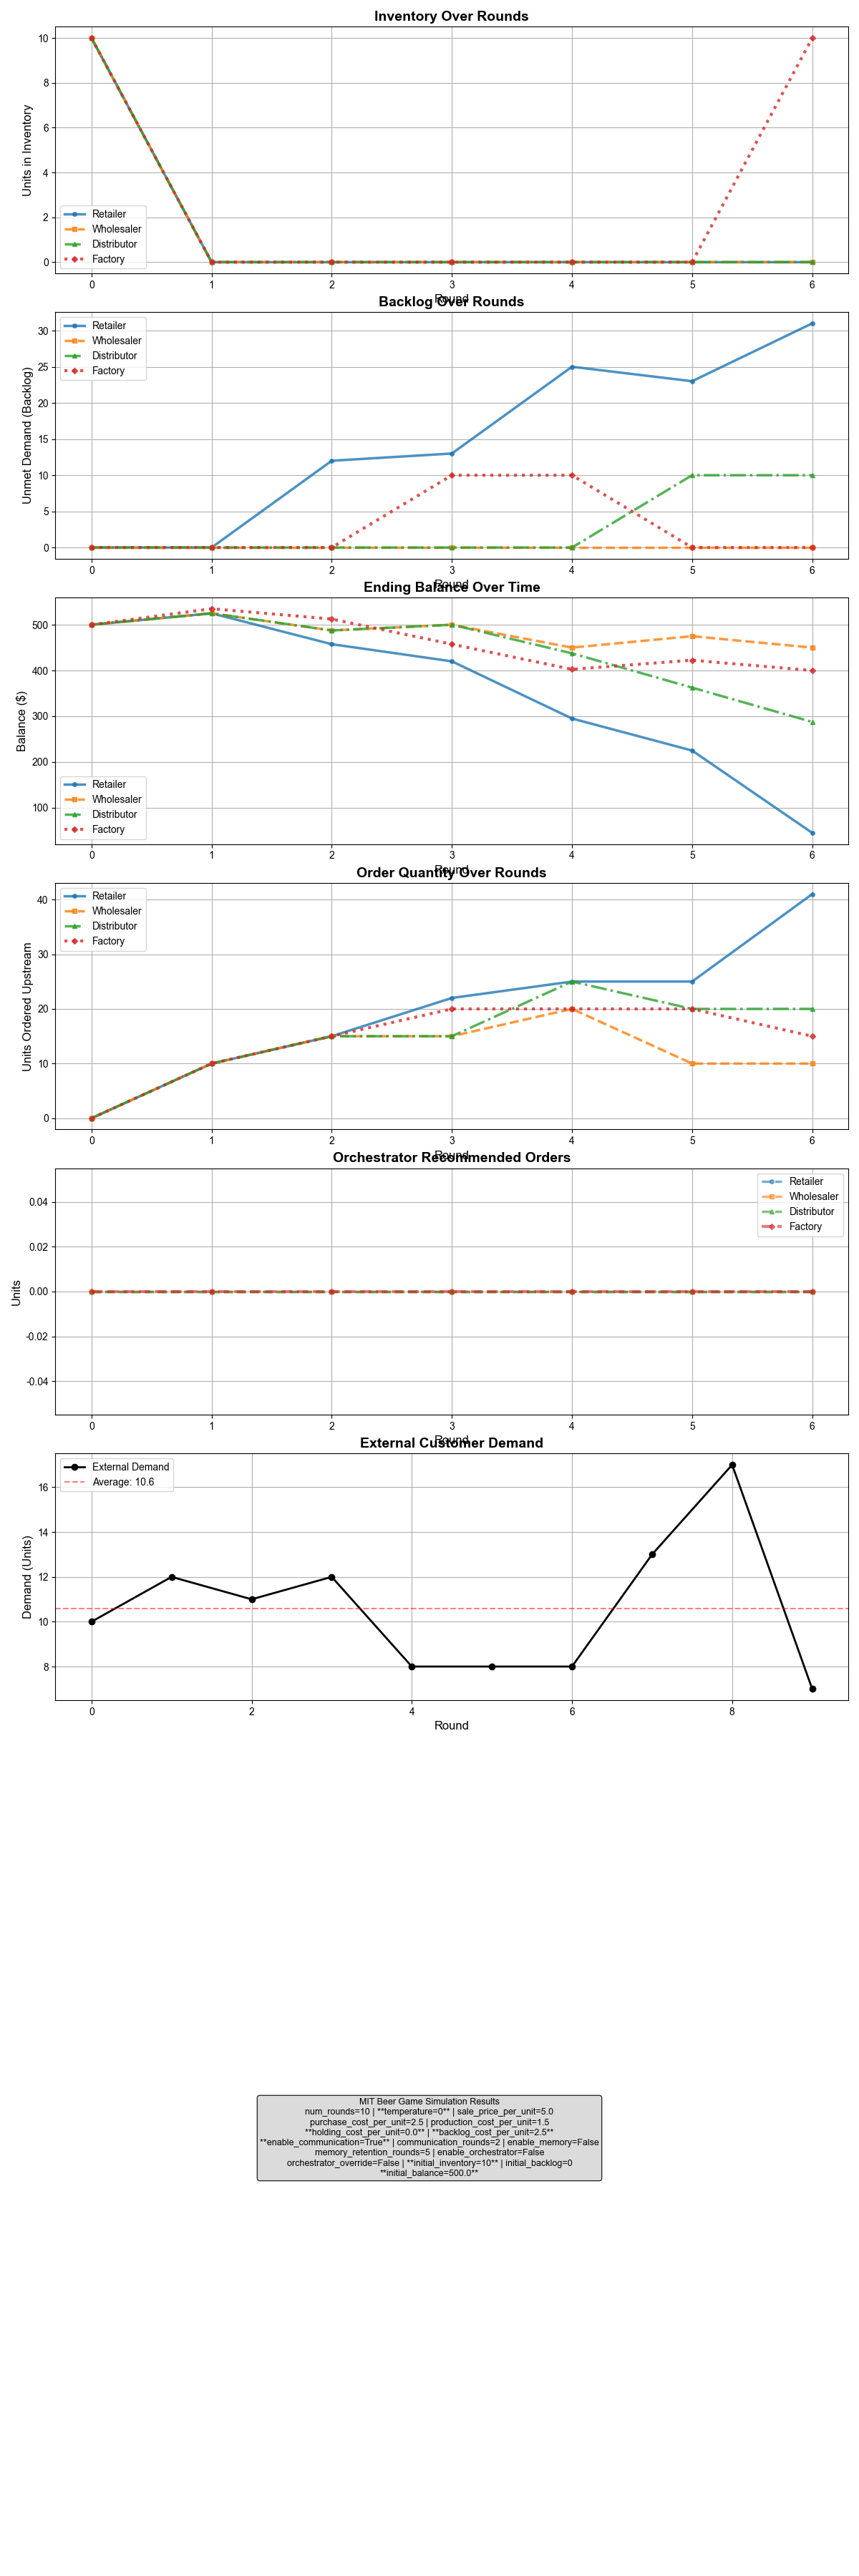 Inventory Over Rounds
Units in Inventory
10
8
6
4
2
0
Retailer
Wholesaler
Distributor
Factory
0 1 2 3 4 5 6
Round
Backlog Over Rounds
Unmet Demand (Backlog)
30
25
20
15
10
5
0
Retailer
Wholesaler
Distributor
Factory
0 1 2 3 4 5 6
Round
Ending Balance Over Time
Balance ($)
500
400
300
200
100
Retailer
Wholesaler
Distributor
Factory
0 1 2 3 4 5 6
Round
Order Quantity Over Rounds
Units Ordered Upstream
40
30
20
10
0
Retailer
Wholesaler
Distributor
Factory
0 1 2 3 4 5 6
Round
Orchestrator Recommended Orders
Units
0.04
0.02
0.00
-0.02
-0.04
Retailer
Wholesaler
Distributor
Factory
0 1 2 3 4 5 6
Round
External Customer Demand
Demand (Units)
16
14
12
10
8
External Demand
Average: 10.6
0 2 4 6 8
Round
MIT Beer Game Simulation Results
num_rounds=10 | **temperature=0** | sale_price_per_unit=5.0
purchase_cost_per_unit=2.5 | production_cost_per_unit=1.5
**holding_cost_per_unit=0.0** | **backlog_cost_per_unit=2.5**
**enable_communication=True** | communication_rounds=2 | enable_memory=False
memory_retention_rounds=5 | enable_orchestrator=False
orchestrator_override=False | **initial_inventory=10** | initial_backlog=0
**initial_balance=500.0**